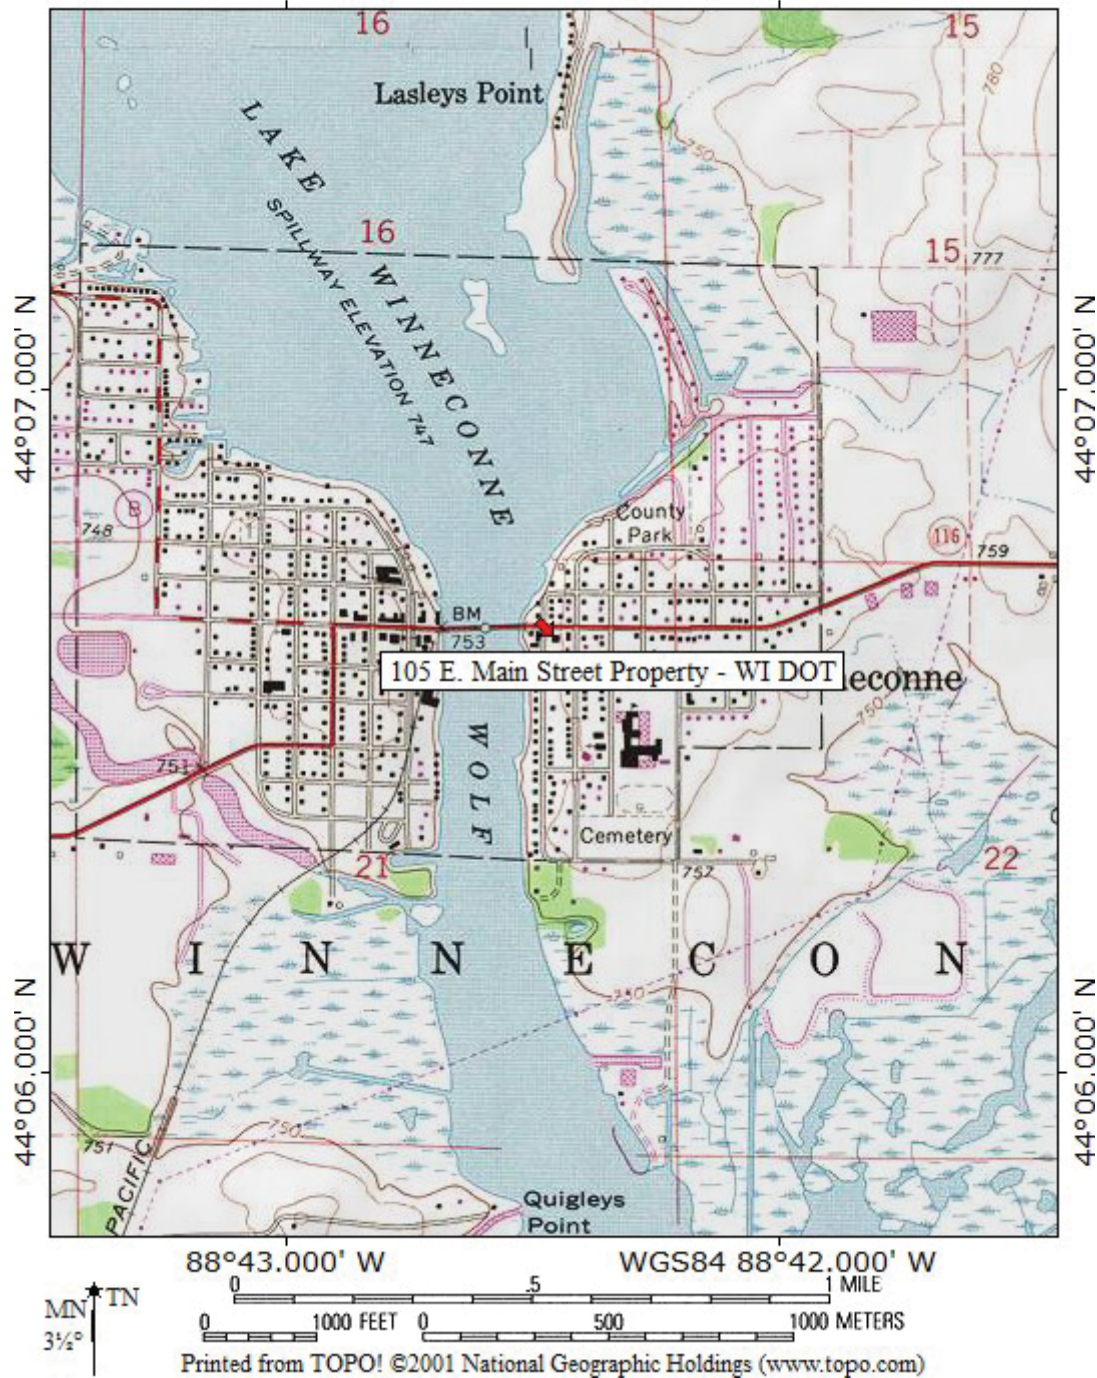 16
15
Lasleys Point
780
LAKE
WINNECONNE
SPILLWAY ELEVATION 747
750
16
15
777
44°07.000' N
44°07.000' N
B
748
County
Park
116
759
BM
753
105 E. Main Street Property - WI DOT
neconne
750
WOLF
751
Cemetery
21
757
22
WINNECON
750
44°06.000' N
44°06.000' N
751
750
PACIFIC
Quigleys
Point
88°43.000' W
WGS84 88°42.000' W
0 .5 1 MILE
MN TN
3½°
0 1000 FEET 0 500 1000 METERS
Printed from TOPO! ©2001 National Geographic Holdings (www.topo.com)